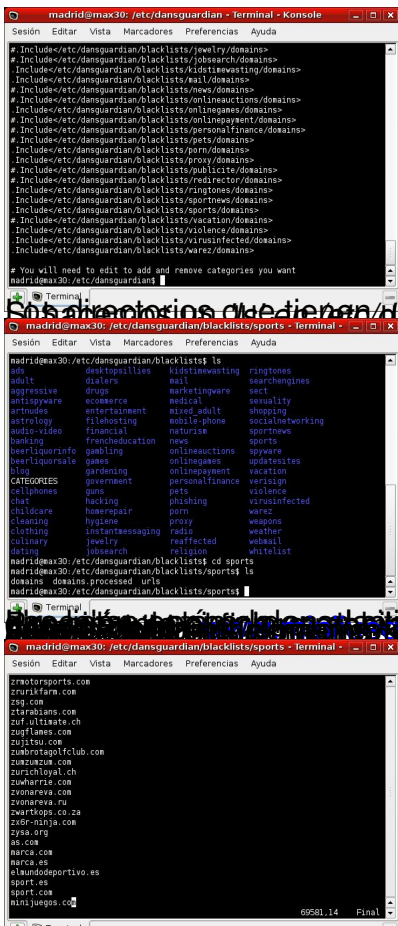 madrid@max30: /etc/dansguardian - Terminal - Konsole
Sesión Editar Vista Marcadores Preferencias Ayuda
#.Include</etc/dansguardian/blacklists/jewelry/domains>
#.Include</etc/dansguardian/blacklists/jobsearch/domains>
.Include</etc/dansguardian/blacklists/kidstimewasting/domains>
#.Include</etc/dansguardian/blacklists/mail/domains>
#.Include</etc/dansguardian/blacklists/news/domains>
.Include</etc/dansguardian/blacklists/onlineauctions/domains>
.Include</etc/dansguardian/blacklists/onlinegames/domains>
.Include</etc/dansguardian/blacklists/onlinepayment/domains>
.Include</etc/dansguardian/blacklists/personalfinance/domains>
#.Include</etc/dansguardian/blacklists/pets/domains>
.Include</etc/dansguardian/blacklists/porn/domains>
.Include</etc/dansguardian/blacklists/proxy/domains>
#.Include</etc/dansguardian/blacklists/publicite/domains>
#.Include</etc/dansguardian/blacklists/redirector/domains>
.Include</etc/dansguardian/blacklists/ringtones/domains>
.Include</etc/dansguardian/blacklists/sportnews/domains>
.Include</etc/dansguardian/blacklists/sports/domains>
#.Include</etc/dansguardian/blacklists/vacation/domains>
.Include</etc/dansguardian/blacklists/violence/domains>
.Include</etc/dansguardian/blacklists/virusinfected/domains>
.Include</etc/dansguardian/blacklists/warez/domains>
# You will need to edit to add and remove categories you want
madrid@max30:/etc/dansguardian$
Terminal
madrid@max30: /etc/dansguardian/blacklists/sports - Terminal -
Sesión Editar Vista Marcadores Preferencias Ayuda
madrid@max30:/etc/dansguardian/blacklists$ ls
ads desktopsillies kidstimewasting ringtones
adult dialers mail searchengines
aggressive drugs marketingware sect
antispyware ecommerce medical sexuality
artnudes entertainment mixed_adult shopping
astrology filehosting mobile-phone socialnetworking
audio-video financial naturism sportnews
banking frencheducation news sports
beerliquorinfo gambling onlineauctions spyware
beerliquorsale games onlinegames updatesites
blog gardening onlinepayment vacation
CATEGORIES government personalfinance verisign
cellphones guns pets violence
chat hacking phishing virusinfected
childcare homerepair porn warez
cleaning hygiene proxy weapons
clothing instantmessaging radio weather
culinary jewelry reaffected webmail
dating jobsearch religion whitelist
madrid@max30:/etc/dansguardian/blacklists$ cd sports
madrid@max30:/etc/dansguardian/blacklists/sports$ ls
domains domains.processed urls
madrid@max30:/etc/dansguardian/blacklists/sports$
Terminal
madrid@max30: /etc/dansguardian/blacklists/sports - Terminal -
Sesión Editar Vista Marcadores Preferencias Ayuda
zrmotorsports.com
zrurikfarm.com
zsg.com
ztarabians.com
zuf.ultimate.ch
zugflames.com
zujitsu.com
zumbrotagolfclub.com
zumzumzum.com
zurichloyal.ch
zuwharrie.com
zvonareva.com
zvonareva.ru
zwartkops.co.za
zx6r-ninja.com
zysa.org
as.com
marca.com
marca.es
elmundodeportivo.es
sport.es
sport.com
minijuegos.com
69581,14 Final